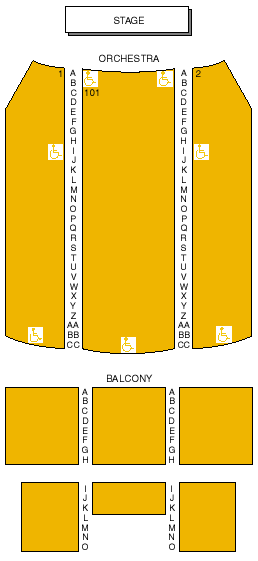 STAGE
ORCHESTRA
1 A A 2
B B
C 101 C
D D
E E
F F
G G
H H
I I
J J
K K
L L
M M
N N
O O
P P
Q Q
R R
S S
T T
U U
V V
W W
X X
Y Y
Z Z
AA AA
BB BB
CC CC
BALCONY
A A
B B
C C
D D
E E
F F
G G
H H
I I
J J
K K
L L
M M
N N
O O